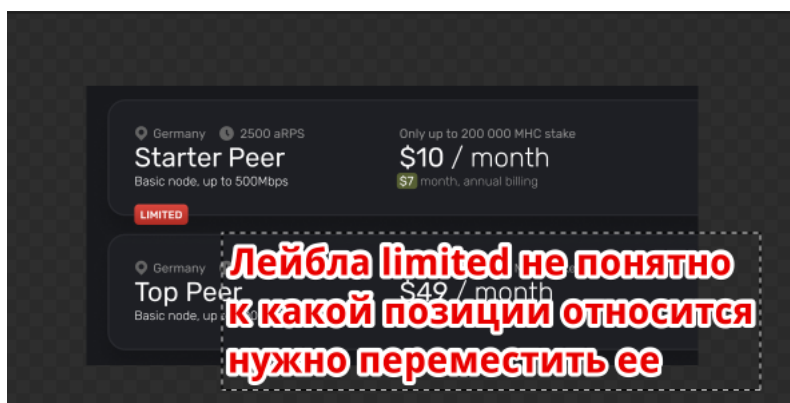 Germany 2500 aRPS
Only up to 200 000 MHC stake
Starter Peer
$10 / month
Basic node, up to 500Mbps
$7 month, annual billing
LIMITED
Germany
Top Peer
$49 / month
Basic node, up
Лейбла limited не понятно
к какой позиции относится
нужно переместить ее